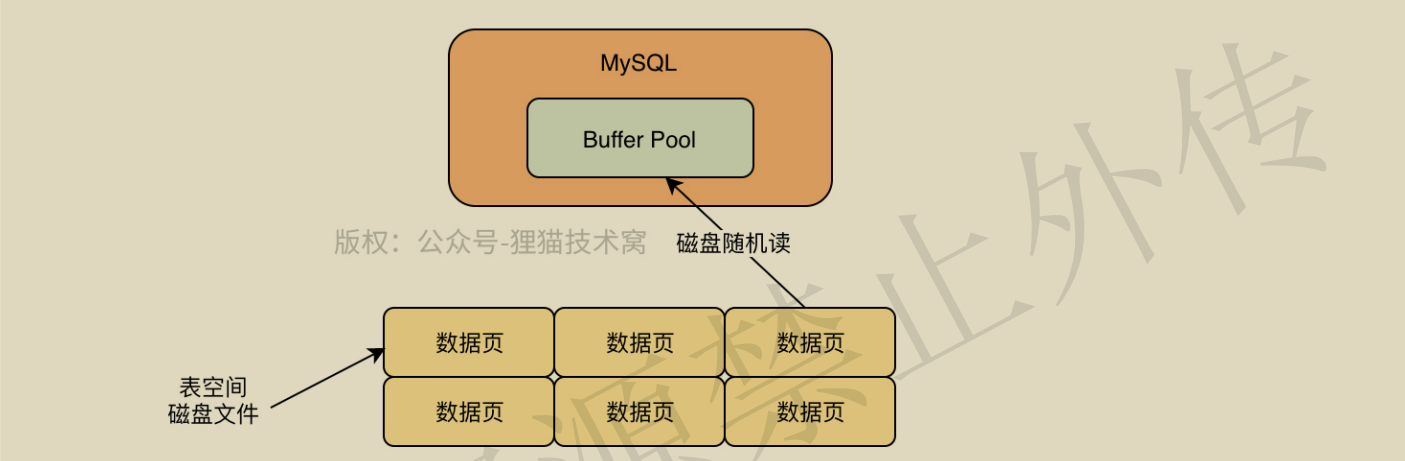 MySQL
Buffer Pool
版权：公众号-狸猫技术窝
磁盘随机读
数据页 数据页 数据页
表空间
磁盘文件
数据页 数据页 数据页
源禁止外传